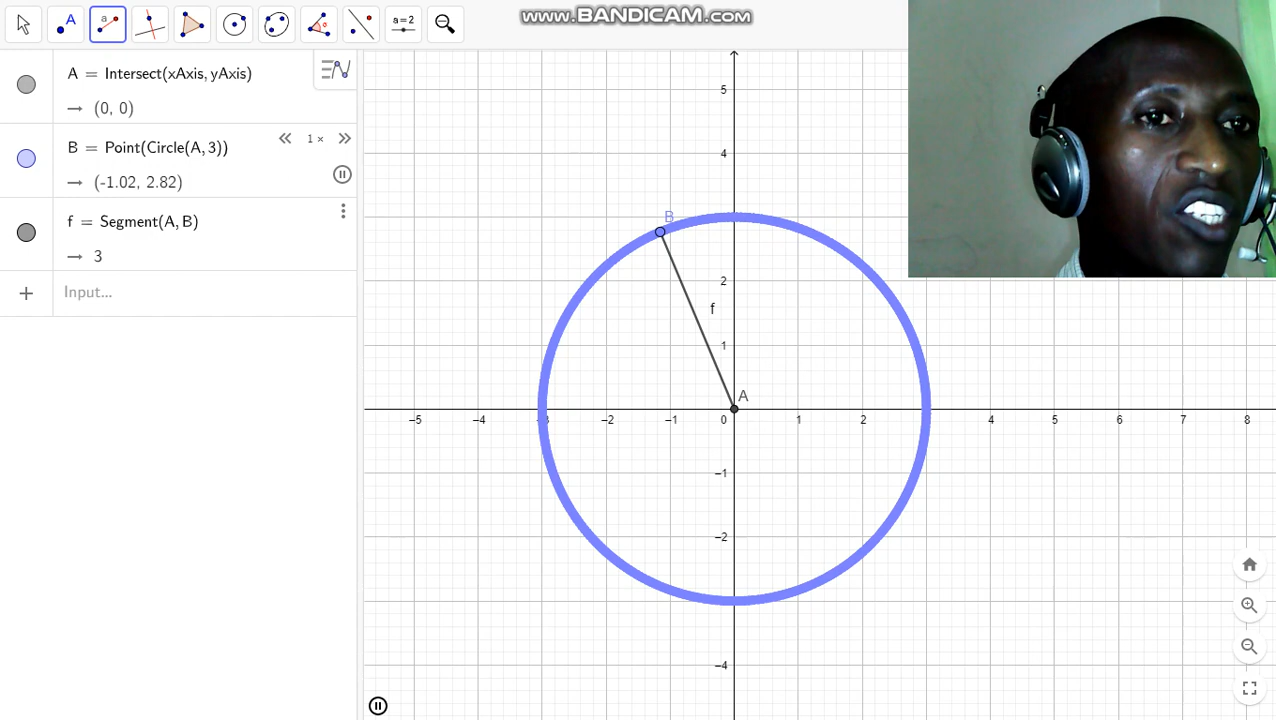 www.BANDICAM.com
a
A
α
a=2
A = Intersect(xAxis, yAxis)
→ (0, 0)
B = Point(Circle(A, 3))
1 ×
→ (-1.02, 2.82)
f = Segment(A, B)
→ 3
+ Input...
5
4
B
2
f
1
A
-5 -4 -3 -2 -1 0 1 2 4 5 6 7 8
-1
-2
-4